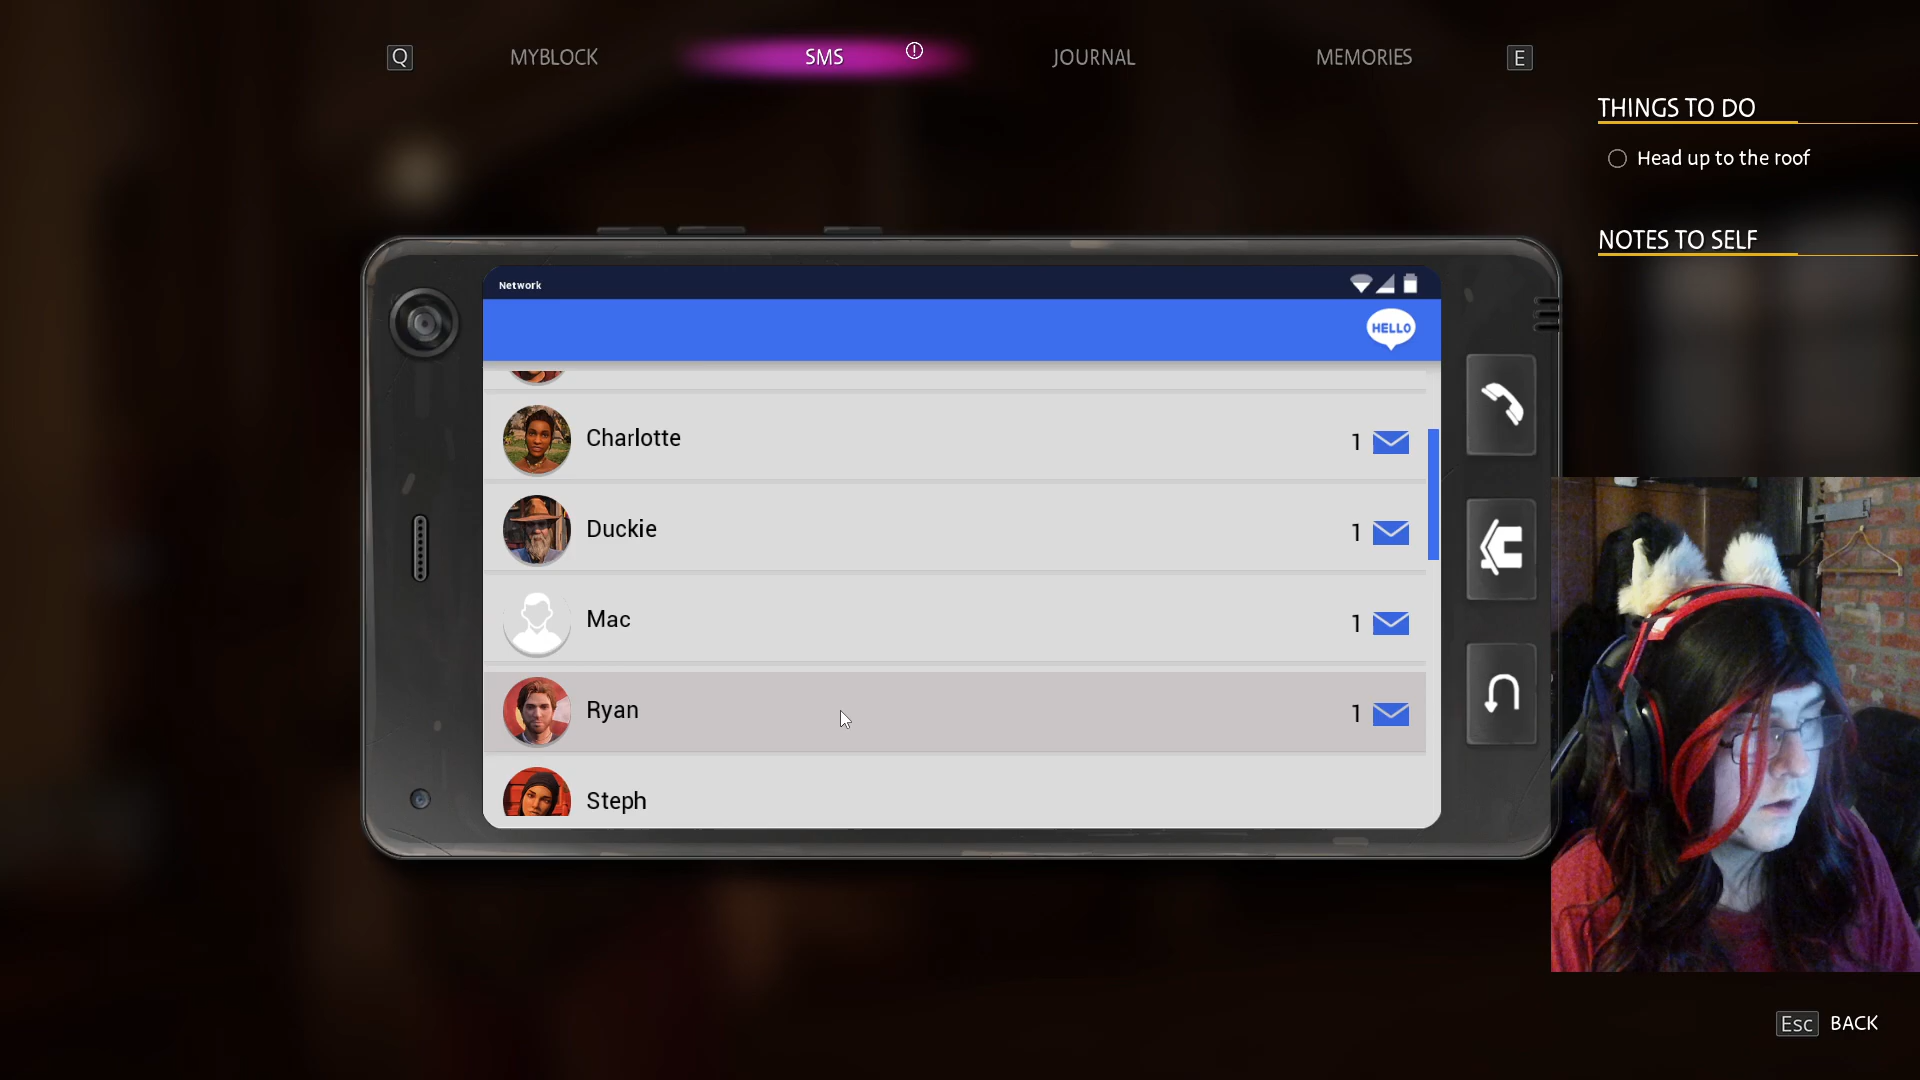 Q
MYBLOCK
SMS
JOURNAL
MEMORIES
E
THINGS TO DO
Head up to the roof
NOTES TO SELF
Network
HELLO
Charlotte
1
Duckie
1
Mac
1
Ryan
1
Steph
Esc BACK